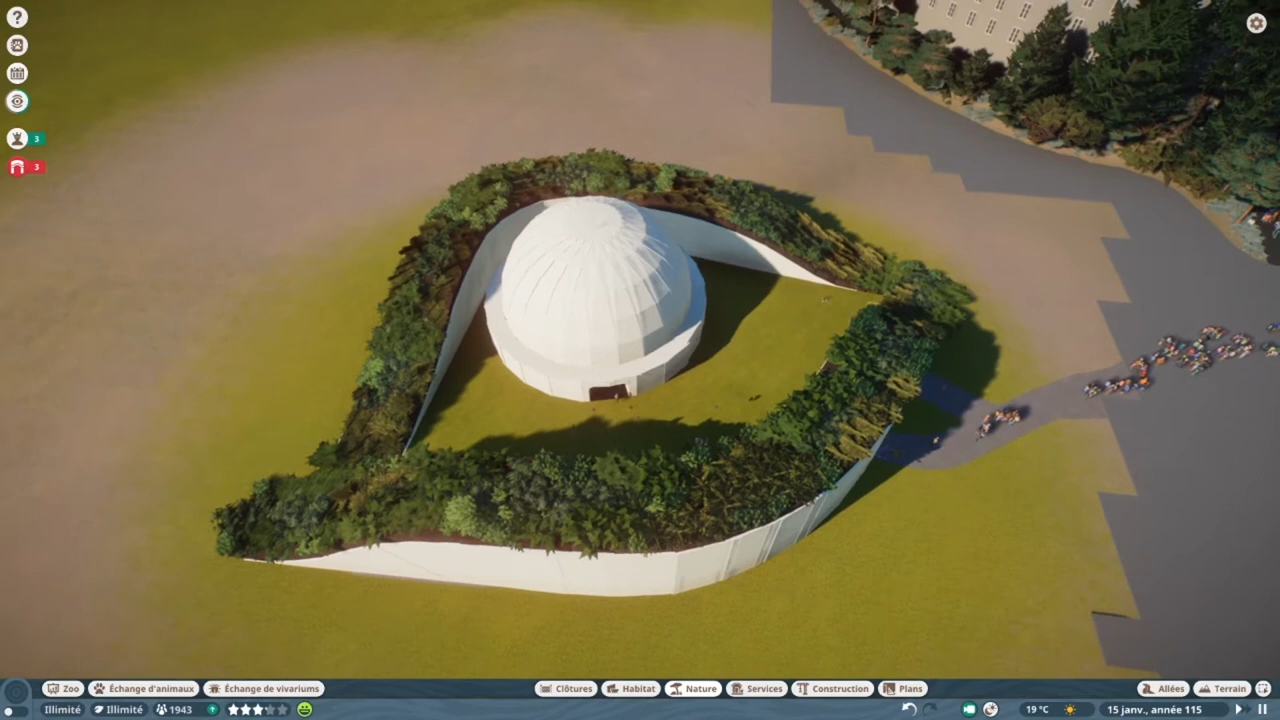 ?
3
3
Zoo
Échange d'animaux
Échange de vivariums
Clôtures
Habitat
Nature
Services
Construction
Plans
Allées
Terrain
Illimité
Illimité
1943
19 °C
15 janv., année 115